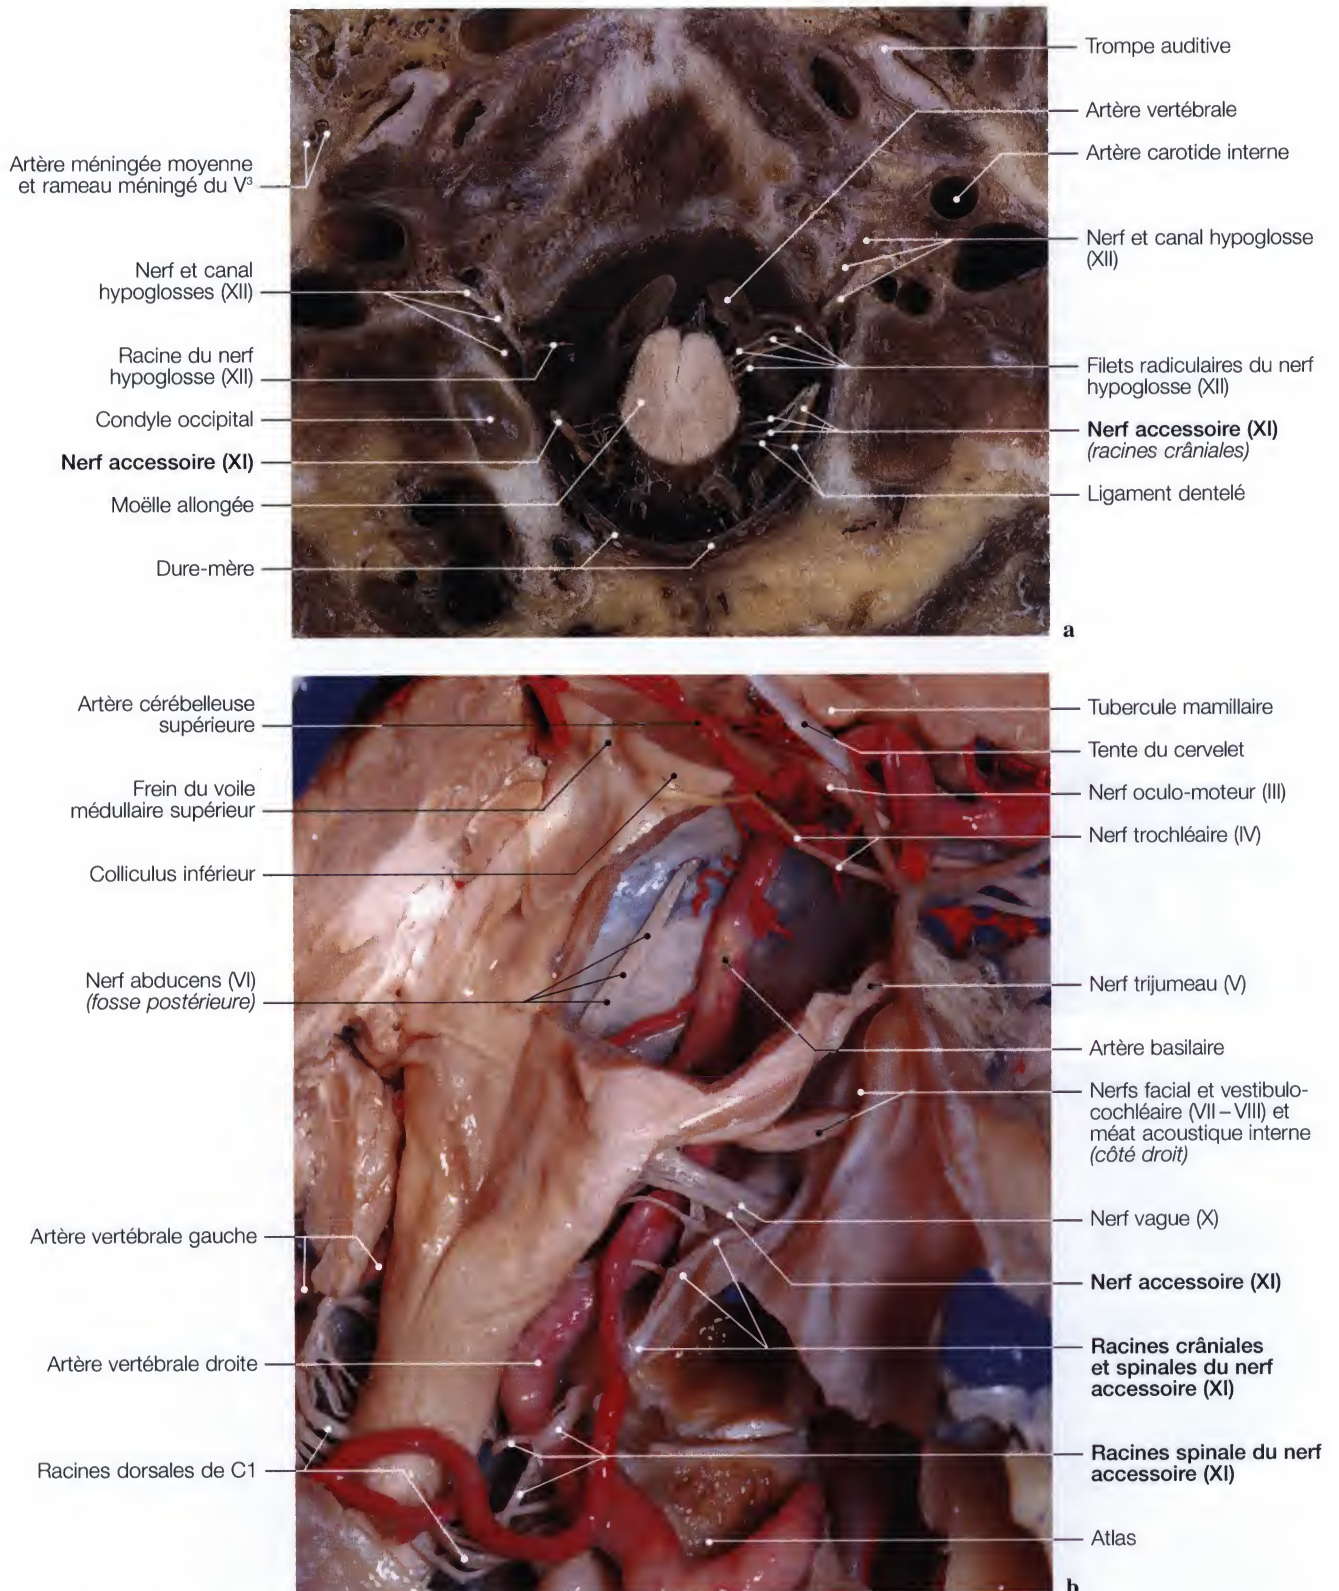 Trompe auditive
Artère vertébrale
Artère carotide interne
Artère méningée moyenne
et rameau méningé du V³
Nerf et canal hypoglosse
(XII)
Nerf et canal
hypoglosses (XII)
Racine du nerf
hypoglosse (XII)
Filets radiculaires du nerf
hypoglosse (XII)
Condyle occipital
Nerf accessoire (XI)
(racines crâniales)
Nerf accessoire (XI)
Ligament dentelé
Moëlle allongée
Dure-mère
a
Artère cérébelleuse
supérieure
Tubercule mamillaire
Tente du cervelet
Frein du voile
médullaire supérieur
Nerf oculo-moteur (III)
Nerf trochléaire (IV)
Colliculus inférieur
Nerf abducens (VI)
(fosse postérieure)
Nerf trijumeau (V)
Artère basilaire
Nerfs facial et vestibulo-
cochléaire (VII – VIII) et
méat acoustique interne
(côté droit)
Nerf vague (X)
Artère vertébrale gauche
Nerf accessoire (XI)
Racines crâniales
et spinales du nerf
accessoire (XI)
Artère vertébrale droite
Racines spinale du nerf
accessoire (XI)
Racines dorsales de C1
Atlas
b